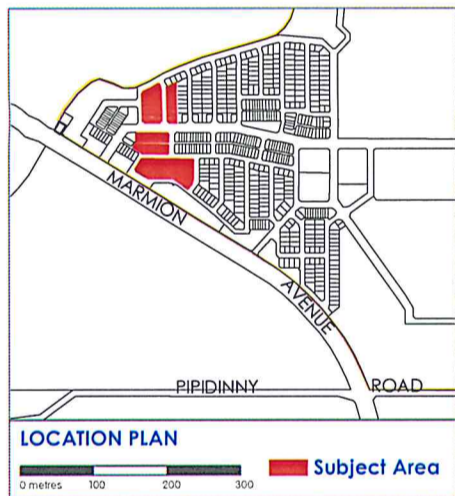 MARMION
AVENUE
PIPIDINNY ROAD
LOCATION PLAN
Subject Area
0 metres 100 200 300